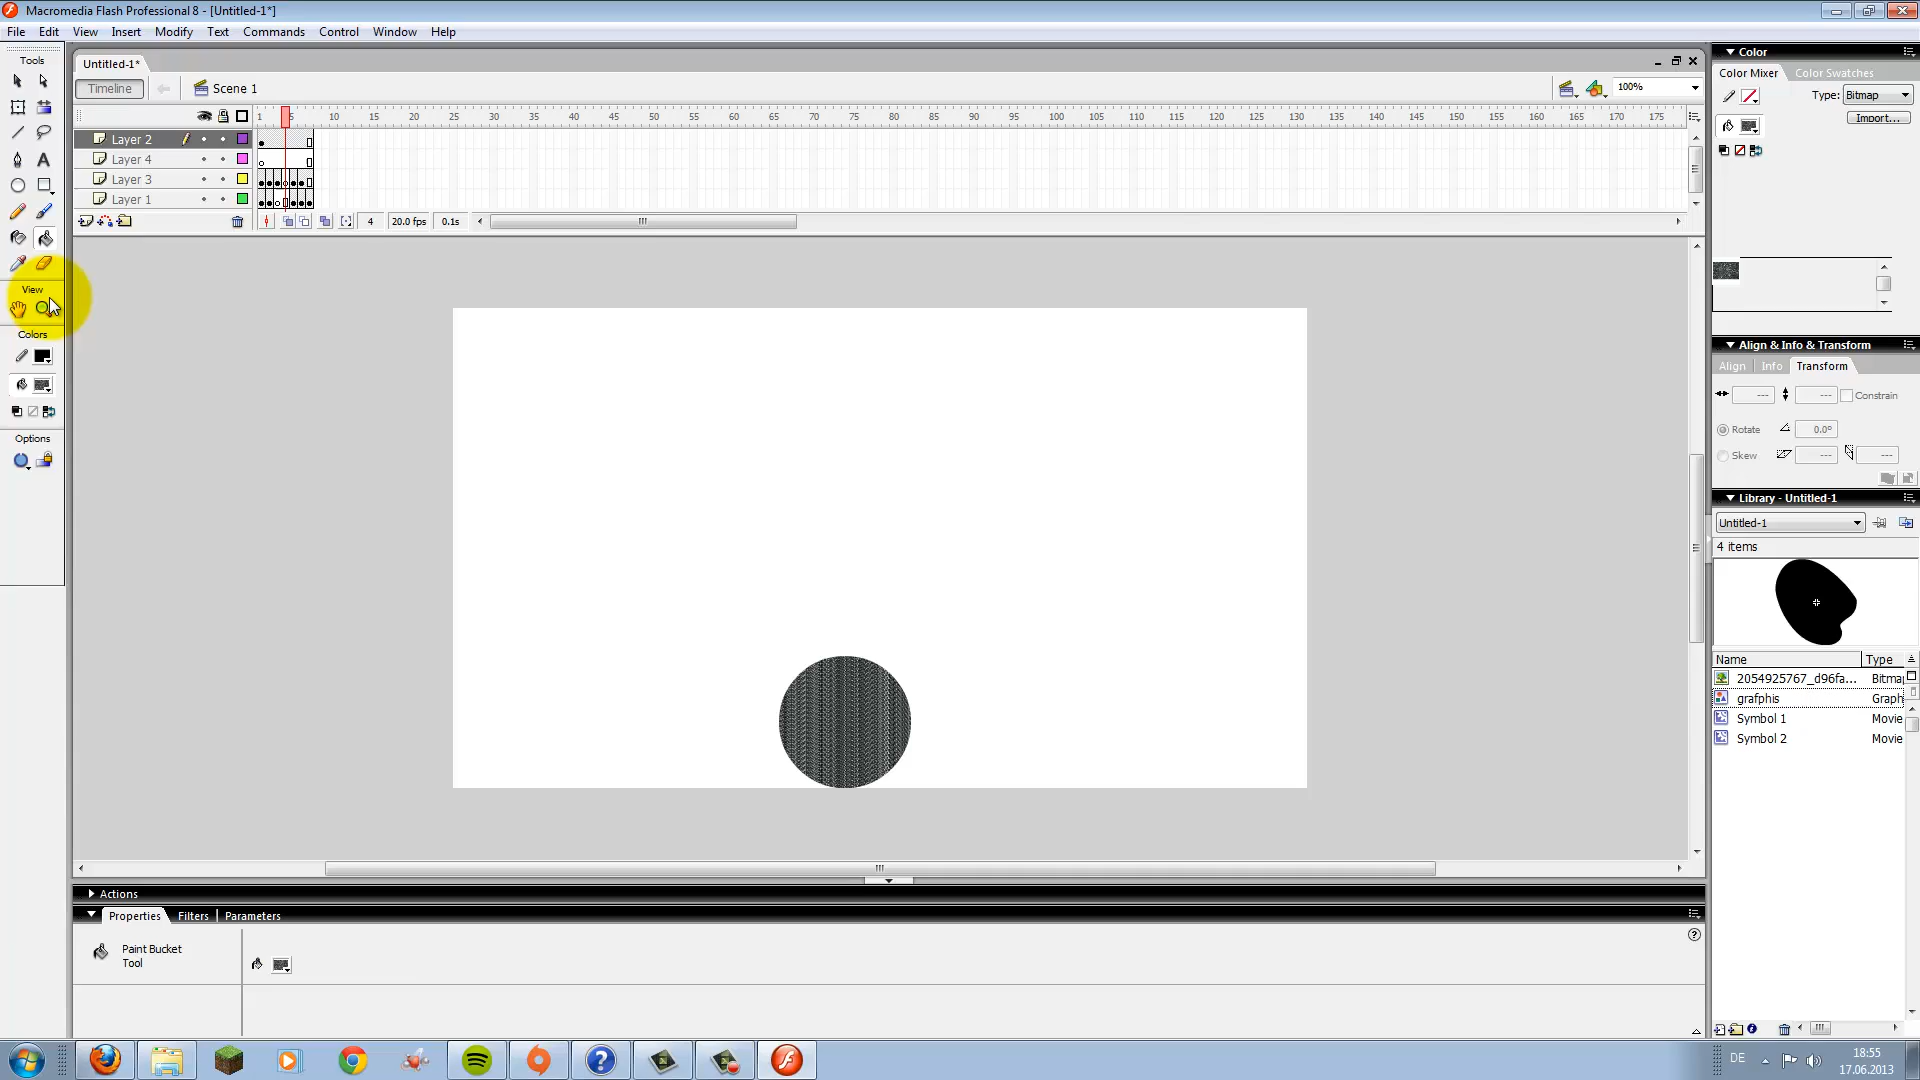 Macromedia Flash Professional 8 - [Untitled-1*]
File Edit View Insert Modify Text Commands Control Window Help
Tools
Untitled-1*
Timeline
Scene 1
100%
1 5 10 15 20 25 30 35 40 45 50 55 60 65 70 75 80 85 90 95 100 105 110 115 120 125 130 135 140 145 150 155 160 165 170 175
Layer 2
Layer 4
Layer 3
Layer 1
4 20.0 fps 0.1s
View
Colors
Options
Color
Color Mixer Color Swatches
Type: Bitmap
Import...
Align & Info & Transform
Align Info Transform
--- --- Constrain
Rotate 0.0°
Skew --- ---
Library - Untitled-1
Untitled-1
4 items
Name Type
2054925767_d96fa... Bitma
grafphis Graph
Symbol 1 Movie
Symbol 2 Movie
Actions
Properties Filters Parameters
Paint Bucket
Tool
DE
18:55
17.06.2013